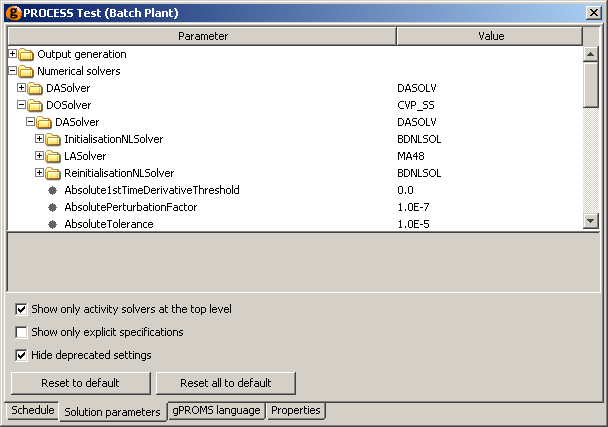 PROCESS Test (Batch Plant)
Parameter Value
Output generation
Numerical solvers
DASolver DASOLV
DOSolver CVP_SS
DASolver DASOLV
InitialisationNLSolver BDNLSOL
LASolver MA48
ReinitialisationNLSolver BDNLSOL
Absolute1stTimeDerivativeThreshold 0.0
AbsolutePerturbationFactor 1.0E-7
AbsoluteTolerance 1.0E-5
Show only activity solvers at the top level
Show only explicit specifications
Hide deprecated settings
Reset to default Reset all to default
Schedule Solution parameters gPROMS language Properties